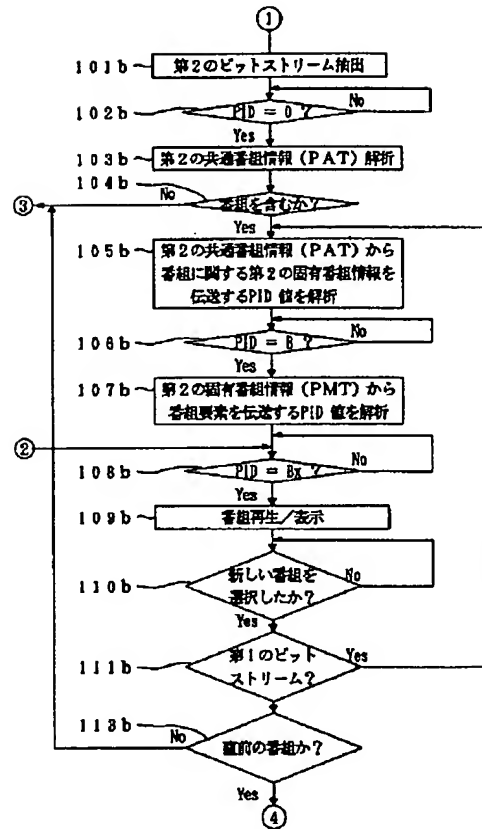 ①
101b
第2のビットストリーム抽出
No
102b
PID = 0 ?
Yes
103b
第2の共通番組情報(PAT)解析
104b
No
③
番組を含むか?
Yes
105b
第2の共通番組情報(PAT)から
番組に関する第2の固有番組情報を
伝送するPID 値を解析
No
106b
PID = B ?
Yes
107b
第2の固有番組情報(PMT)から
番組要素を伝送するPID 値を解析
②
No
108b
PID = Bx ?
Yes
109b
番組再生/表示
110b
新しい番組を
選択したか?
No
Yes
111b
第1のビット
ストリーム?
Yes
113b
No
直前の番組か?
Yes
④